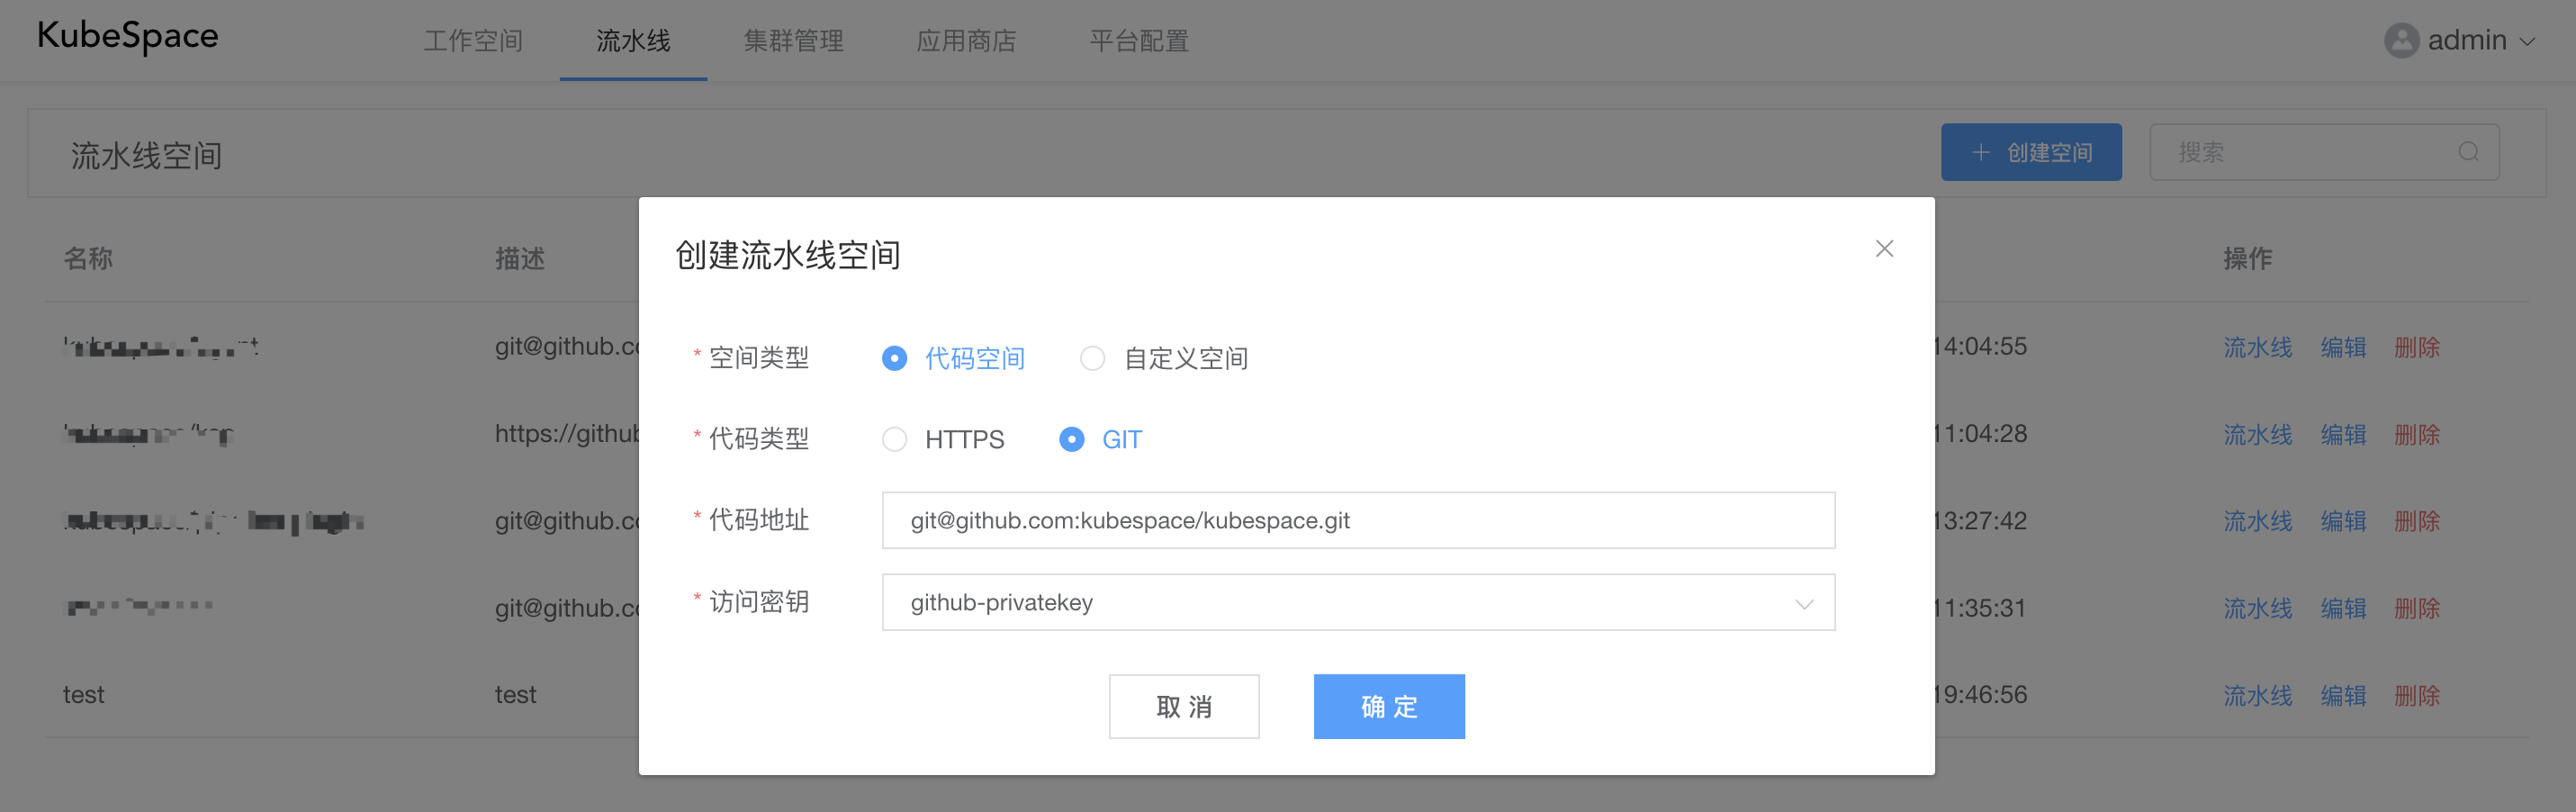 KubeSpace 工作空间 流水线 集群管理 应用商店 平台配置 admin
流水线空间 创建空间 搜索
名称 描述 操作
git@github.co 14:04:55 流水线 编辑 删除
https://github 11:04:28 流水线 编辑 删除
git@github.co 13:27:42 流水线 编辑 删除
git@github.co 11:35:31 流水线 编辑 删除
test test 19:46:56 流水线 编辑 删除
创建流水线空间
* 空间类型 代码空间 自定义空间
* 代码类型 HTTPS GIT
* 代码地址 git@github.com:kubespace/kubespace.git
* 访问密钥 github-privatekey
取 消 确 定